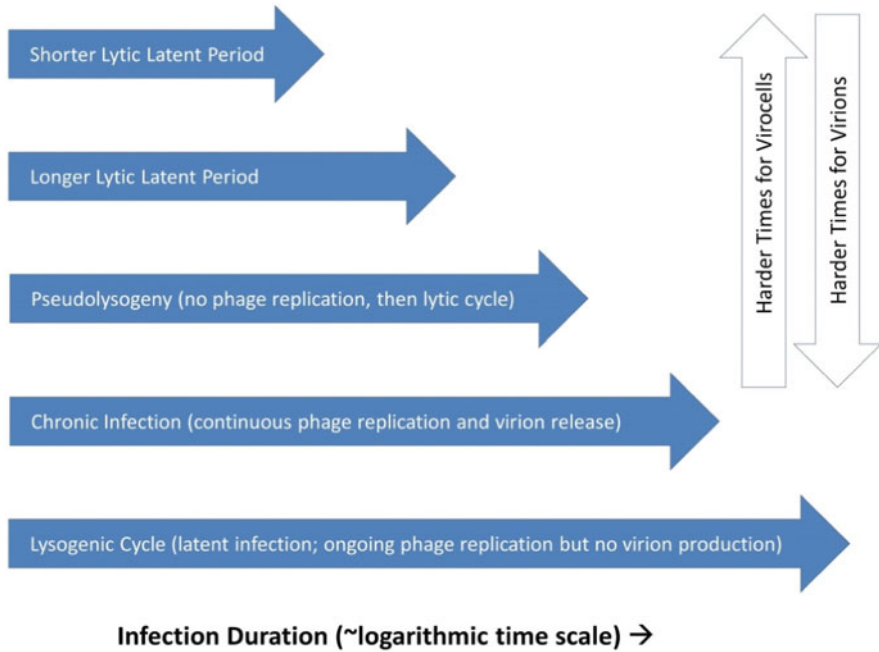 Shorter Lytic Latent Period
Longer Lytic Latent Period
Pseudolysogeny (no phage replication, then lytic cycle)
Chronic Infection (continuous phage replication and virion release)
Lysogenic Cycle (latent infection; ongoing phage replication but no virion production)
Harder Times for Virocells
Harder Times for Virions
Infection Duration (~logarithmic time scale) →